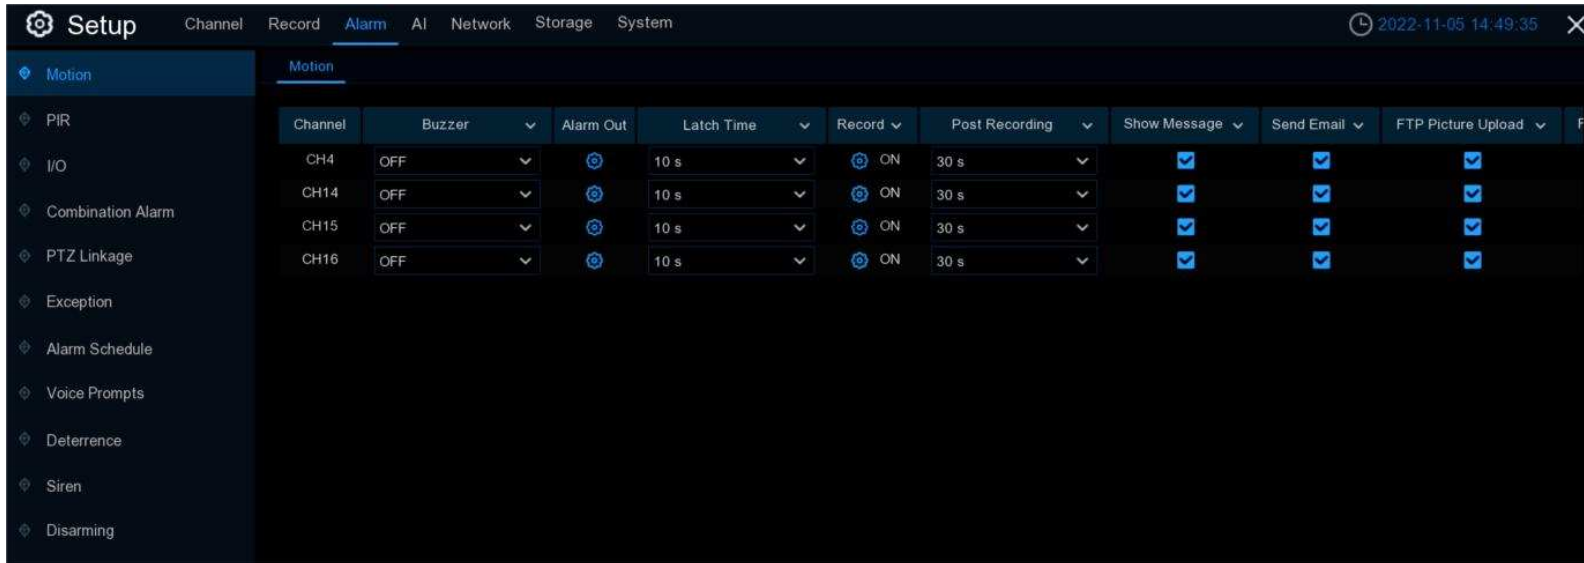 Setup Channel Record Alarm AI Network Storage System 2022-11-05 14:49:35
Motion
PIR
I/O
Combination Alarm
PTZ Linkage
Exception
Alarm Schedule
Voice Prompts
Deterrence
Siren
Disarming
Motion
Channel Buzzer Alarm Out Latch Time Record Post Recording Show Message Send Email FTP Picture Upload F
CH4 OFF 10 s ON 30 s
CH14 OFF 10 s ON 30 s
CH15 OFF 10 s ON 30 s
CH16 OFF 10 s ON 30 s